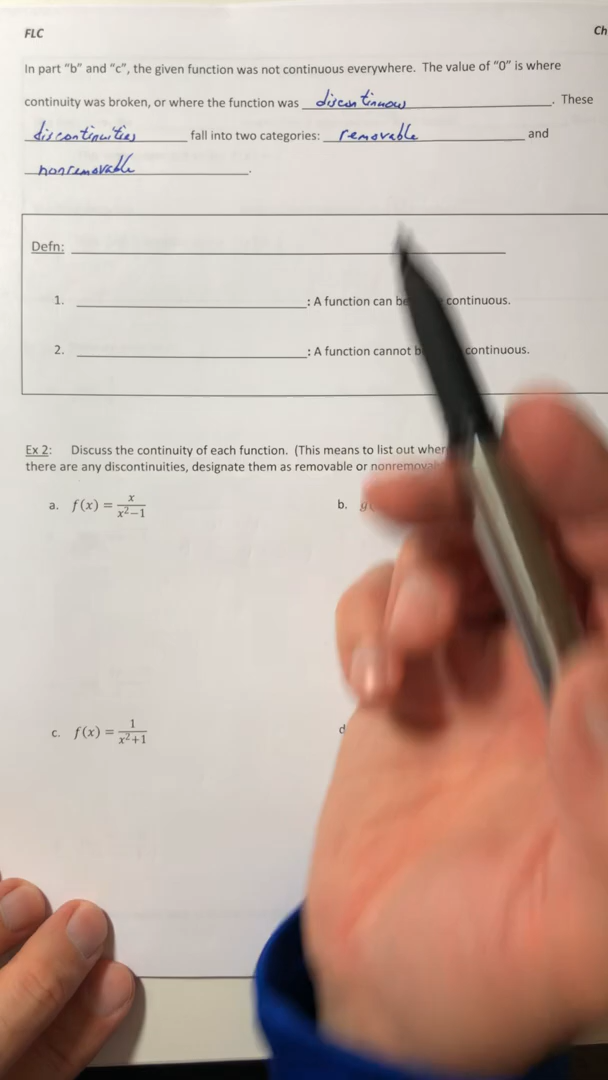 FLC
Ch
In part “b” and “c”, the given function was not continuous everywhere. The value of “0” is where
continuity was broken, or where the function was discontinuous. These
discontinuities fall into two categories: removable and
nonremovable.
Defn:
1. : A function can be continuous.
2. : A function cannot b continuous.
Ex 2: Discuss the continuity of each function. (This means to list out wher
there are any discontinuities, designate them as removable or nonremovab
a. f(x) = x/(x²−1)
b. y
c. f(x) = 1/(x²+1)
d